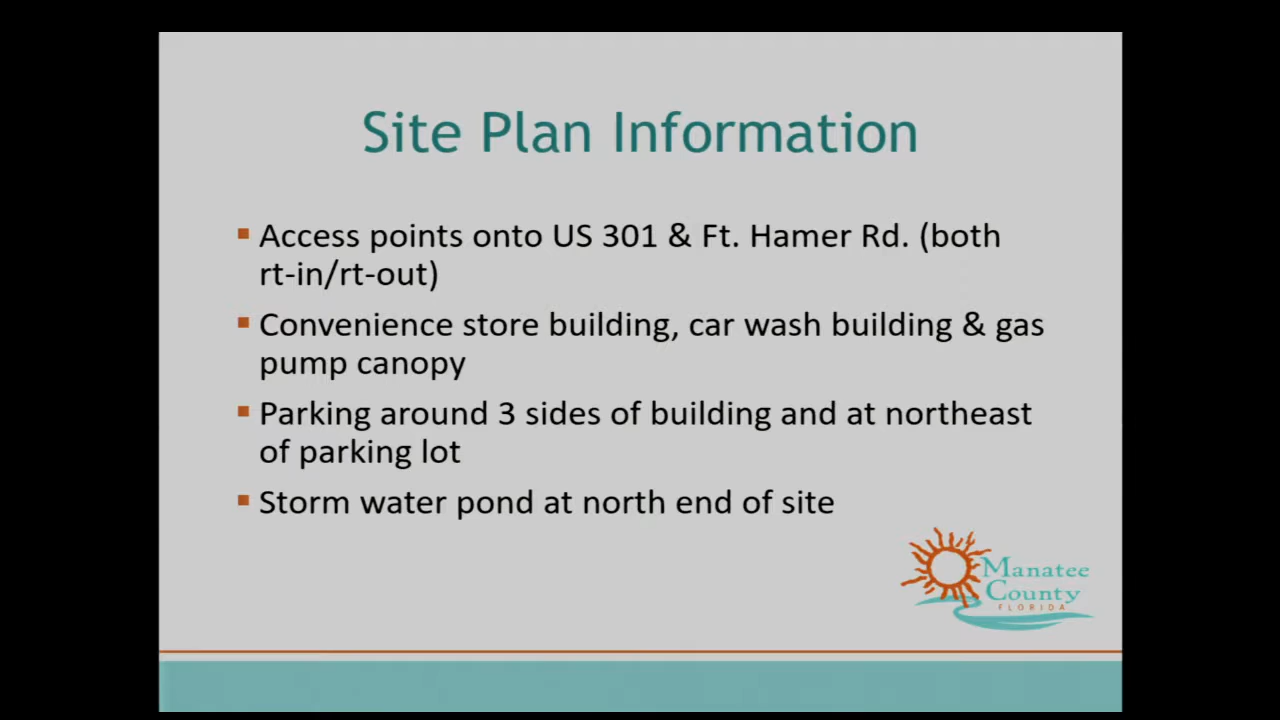 Site Plan Information
Access points onto US 301 & Ft. Hamer Rd. (both
rt-in/rt-out)
Convenience store building, car wash building & gas
pump canopy
Parking around 3 sides of building and at northeast
of parking lot
Storm water pond at north end of site
Manatee
County
FLORIDA